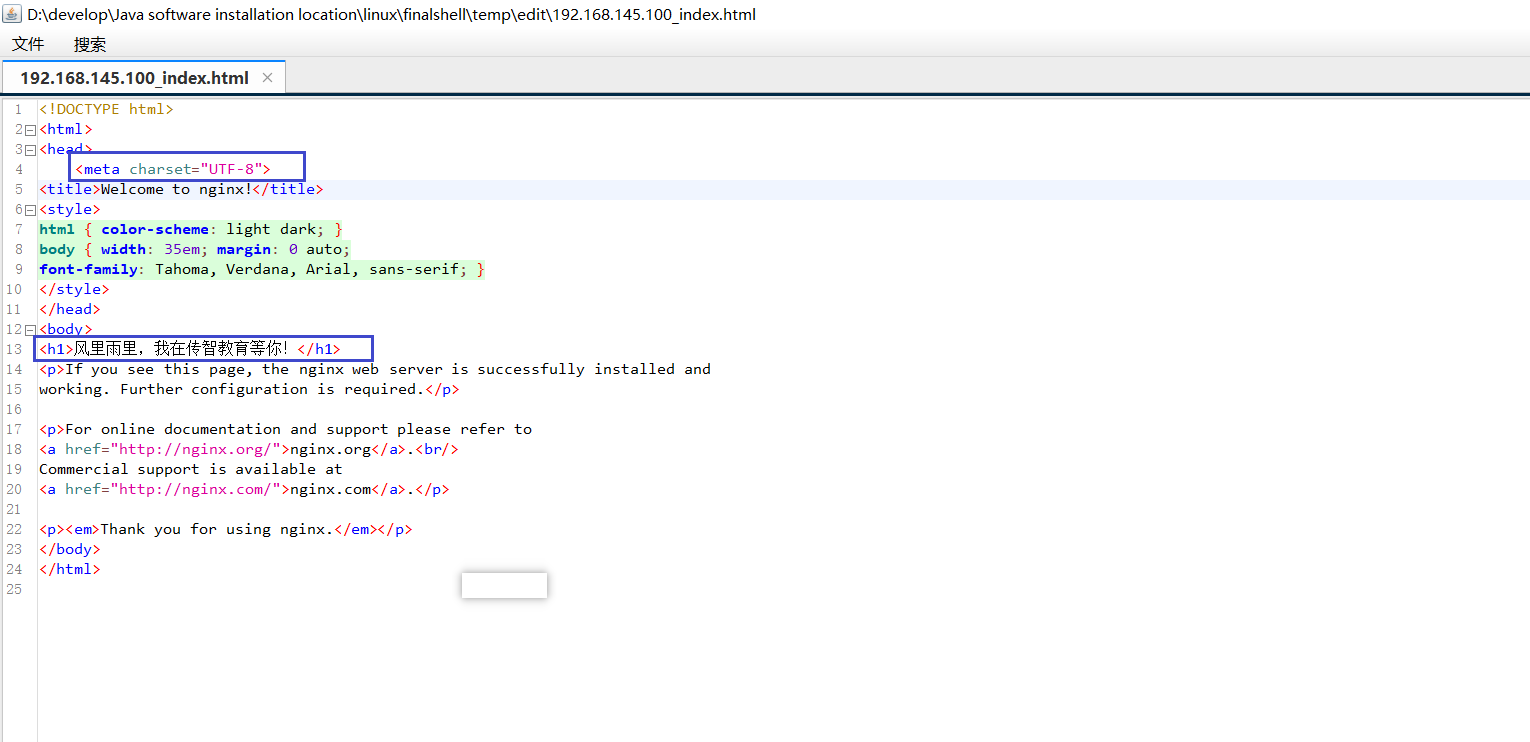 D:\develop\Java software installation location\linux\finalshell\temp\edit\192.168.145.100_index.html
文件 搜索
192.168.145.100_index.html ×
1 <!DOCTYPE html>
2 <html>
3 <head>
4 <meta charset="UTF-8">
5 <title>Welcome to nginx!</title>
6 <style>
7 html { color-scheme: light dark; }
8 body { width: 35em; margin: 0 auto;
9 font-family: Tahoma, Verdana, Arial, sans-serif; }
10 </style>
11 </head>
12 <body>
13 <h1>风里雨里，我在传智教育等你！</h1>
14 <p>If you see this page, the nginx web server is successfully installed and
15 working. Further configuration is required.</p>
16
17 <p>For online documentation and support please refer to
18 <a href="http://nginx.org/">nginx.org</a>.<br/>
19 Commercial support is available at
20 <a href="http://nginx.com/">nginx.com</a>.</p>
21
22 <p><em>Thank you for using nginx.</em></p>
23 </body>
24 </html>
25